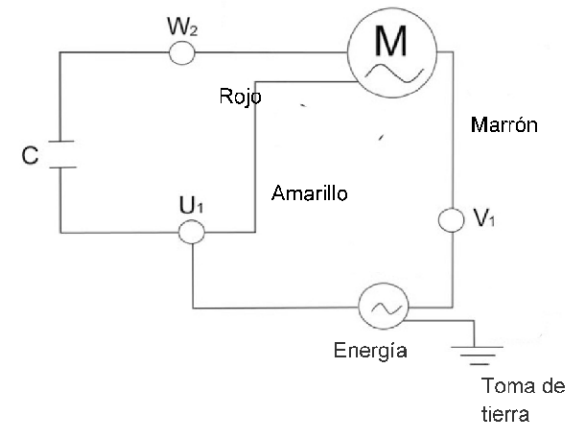 W₂
M
Rojo
Marrón
C
Amarillo
U₁
V₁
Energía
Toma de
tierra